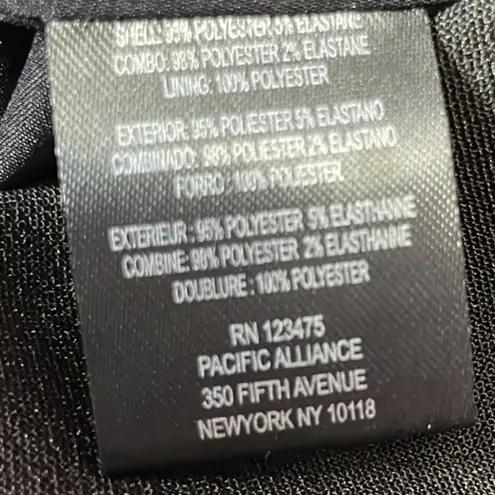 SHELL: 95% POLYESTER 5% ELASTANE
COMBO: 98% POLYESTER 2% ELASTANE
LINING: 100% POLYESTER
EXTERIOR: 95% POLIESTER 5% ELASTANO
COMBINADO: 98% POLIESTER 2% ELASTANO
FORRO: 100% POLIESTER
EXTERIEUR : 95% POLYESTER 5% ELASTHANNE
COMBINE: 98% POLYESTER 2% ELASTHANNE
DOUBLURE : 100% POLYESTER
RN 123475
PACIFIC ALLIANCE
350 FIFTH AVENUE
NEWYORK NY 10118